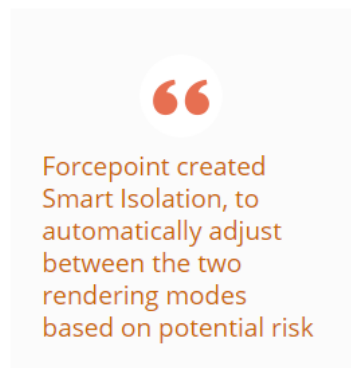 Forcepoint created
Smart Isolation, to
automatically adjust
between the two
rendering modes
based on potential risk